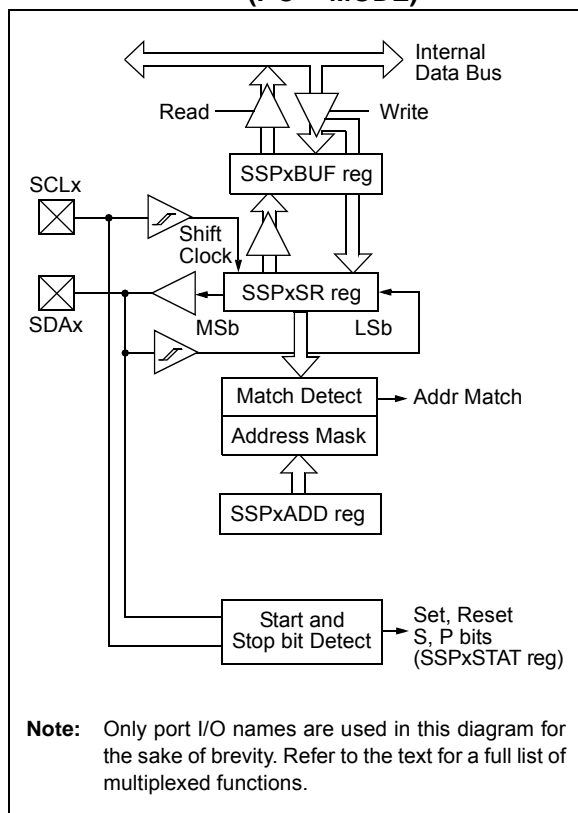 Internal
Data Bus
Read
Write
SSPxBUF reg
SCLx
Shift
Clock
SSPxSR reg
SDAx
MSb
LSb
Match Detect
Addr Match
Address Mask
SSPxADD reg
Start and
Stop bit Detect
Set, Reset
S, P bits
(SSPxSTAT reg)
Note: Only port I/O names are used in this diagram for
the sake of brevity. Refer to the text for a full list of
multiplexed functions.